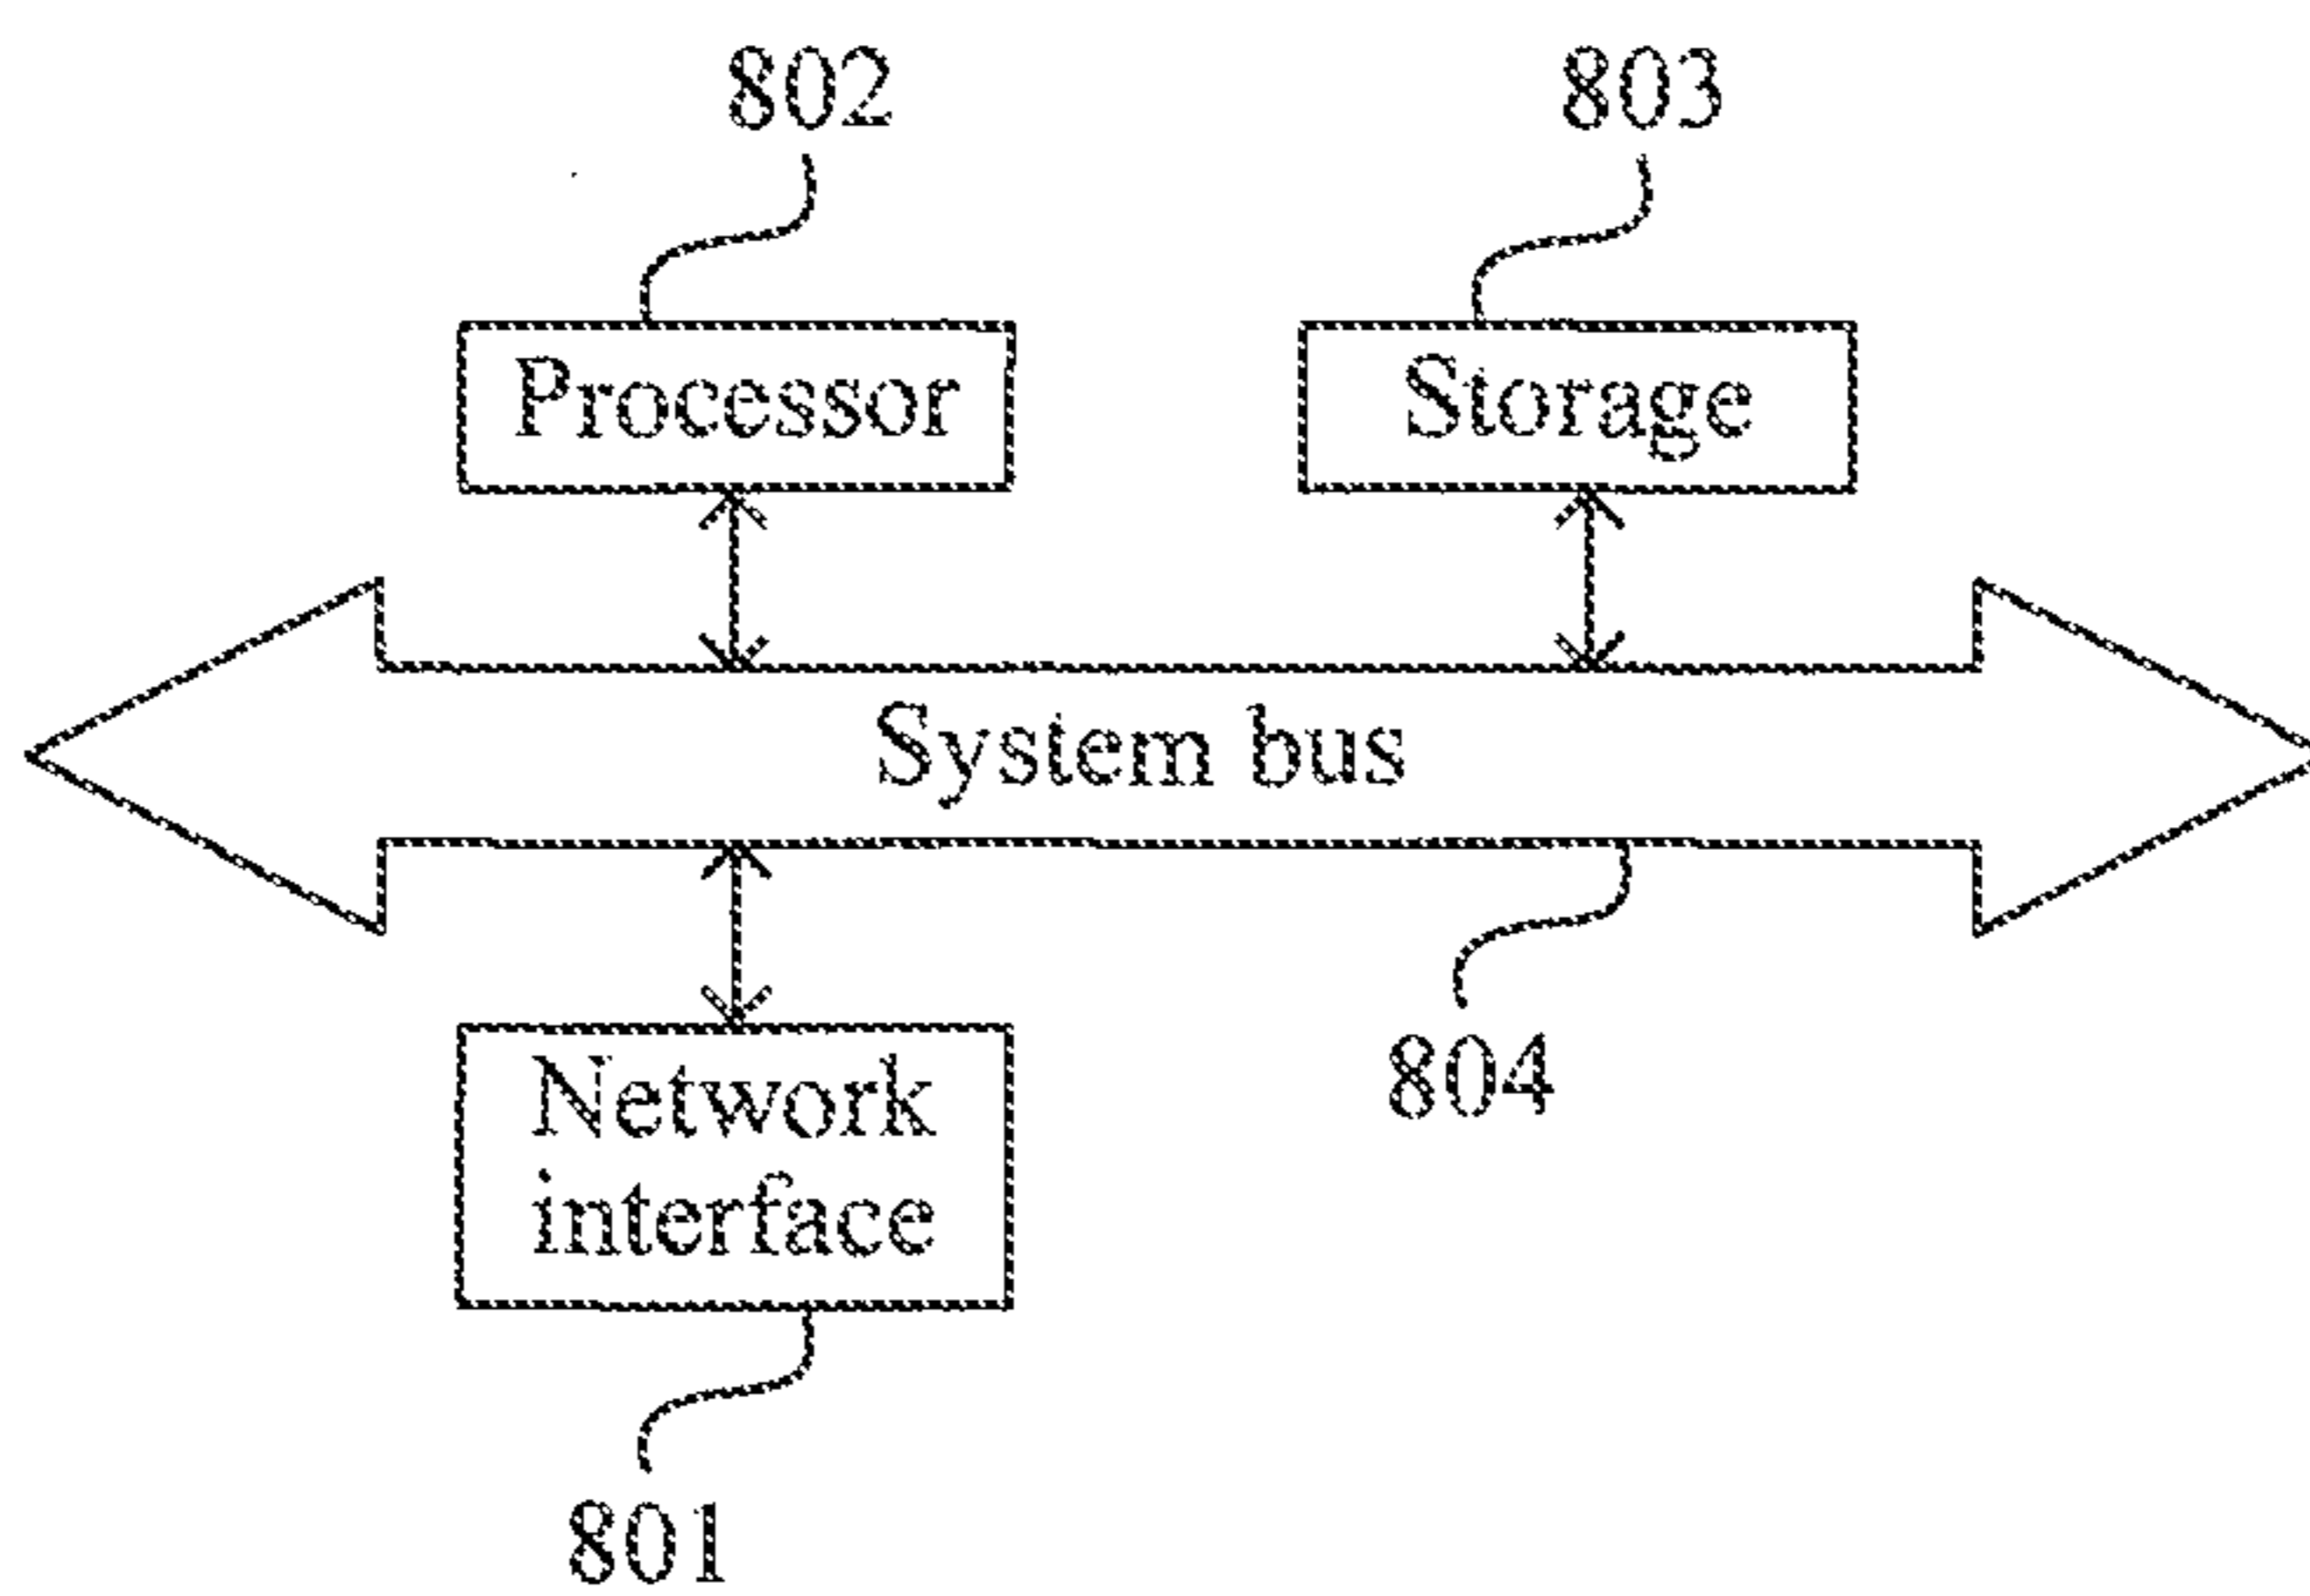 802
803
Processor
Storage
System bus
804
Network
interface
801